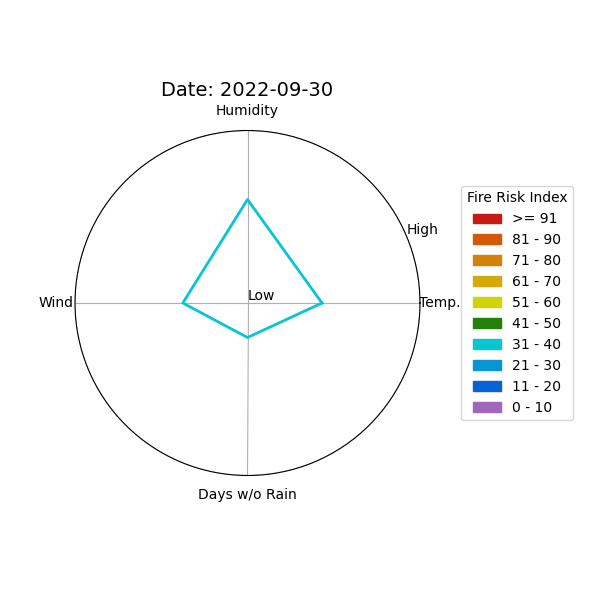 Date: 2022-09-30
Humidity
High
Low
Wind
Temp.
Days w/o Rain
Fire Risk Index
>= 91
81 - 90
71 - 80
61 - 70
51 - 60
41 - 50
31 - 40
21 - 30
11 - 20
0 - 10